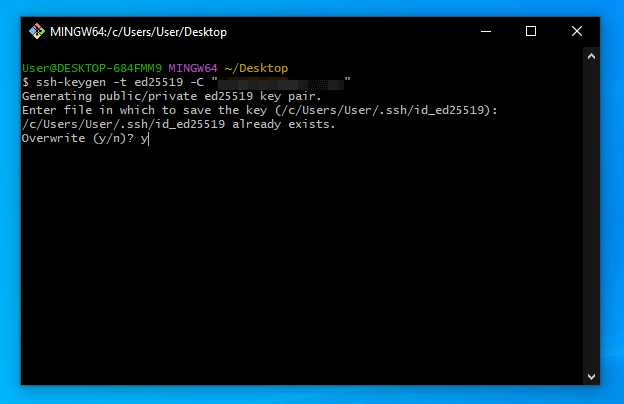 MINGW64:/c/Users/User/Desktop
User@DESKTOP-684FMM9 MINGW64 ~/Desktop
$ ssh-keygen -t ed25519 -C " "
Generating public/private ed25519 key pair.
Enter file in which to save the key (/c/Users/User/.ssh/id_ed25519):
/c/Users/User/.ssh/id_ed25519 already exists.
Overwrite (y/n)? y